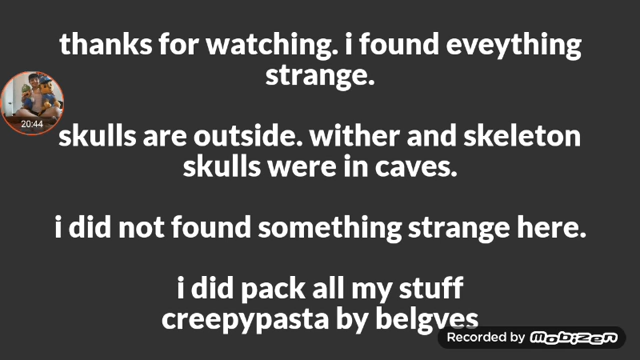 thanks for watching. i found eveything
strange.
20:44
skulls are outside. wither and skeleton
skulls were in caves.
i did not found something strange here.
i did pack all my stuff
creepypasta by belgves
Recorded by mobizen